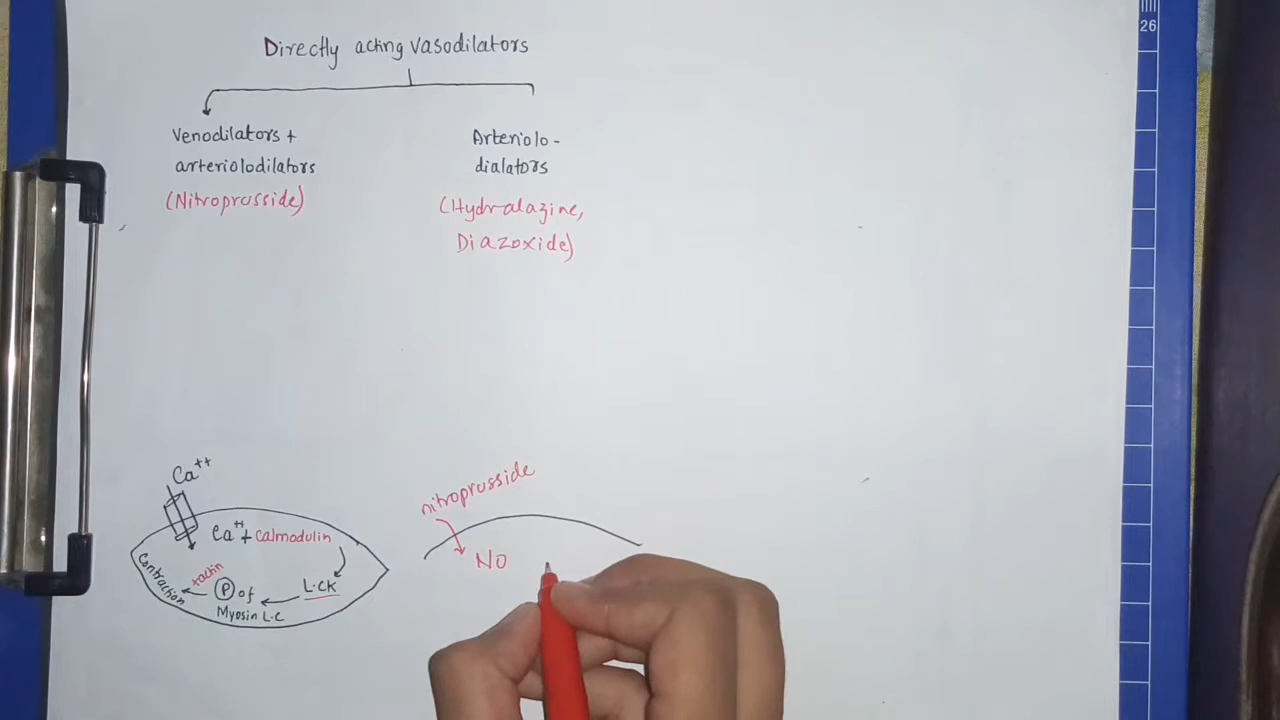 Directly acting vasodilators
Venodilators +
arteriolodilators
(Nitroprusside)
Arteriolo-
dialators
(Hydralazine,
Diazoxide)
Ca++
Ca++ + Calmodulin
L.CK
P of
Myosin L.C
+actin
Contraction
nitroprusside
NO
26